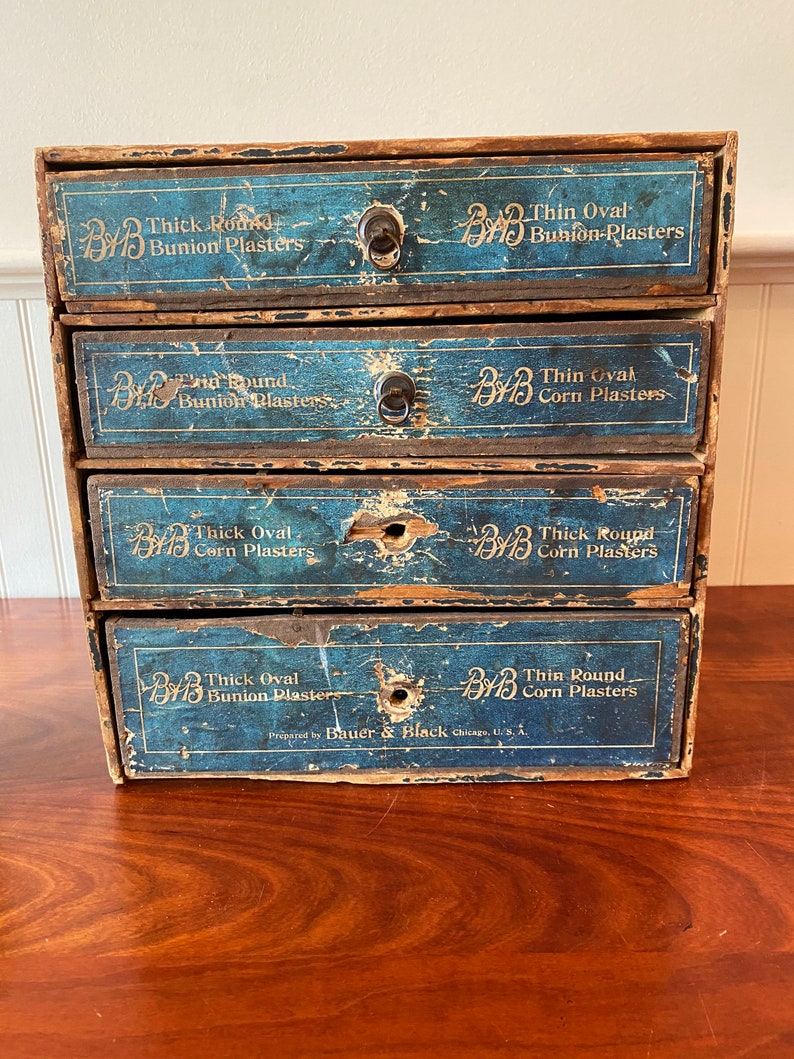 B&B Thick Round
Bunion Plasters
B&B Thin Oval
Bunion Plasters
B&B Thin Round
Bunion Plasters
B&B Thin Oval
Corn Plasters
B&B Thick Oval
Corn Plasters
B&B Thick Round
Corn Plasters
B&B Thick Oval
Bunion Plasters
B&B Thin Round
Corn Plasters
Prepared by Bauer & Black Chicago, U. S. A.